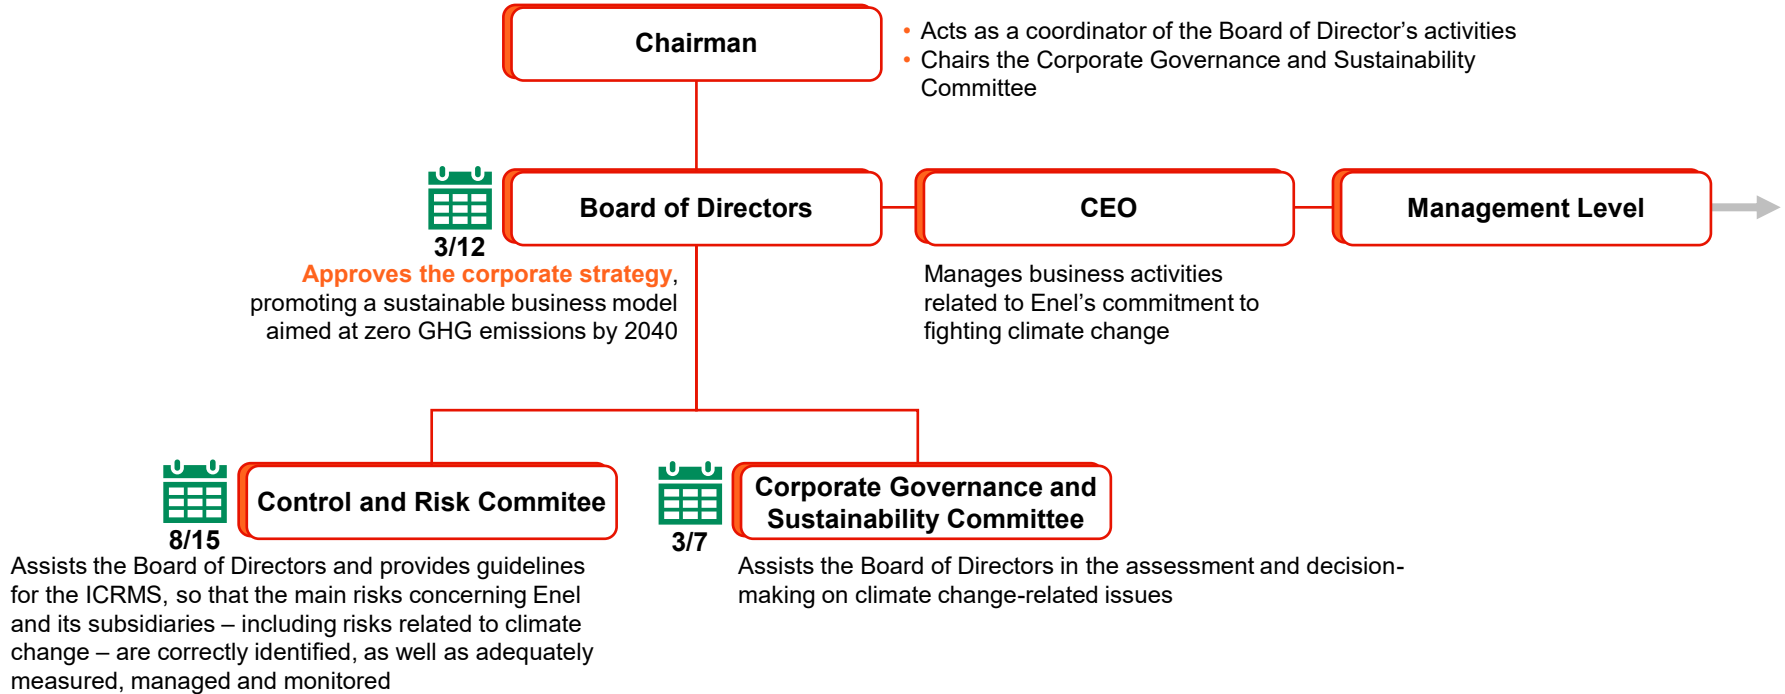 Chairman
• Acts as a coordinator of the Board of Director’s activities
• Chairs the Corporate Governance and Sustainability
Committee
3/12
Board of Directors
CEO
Management Level
Approves the corporate strategy,
promoting a sustainable business model
aimed at zero GHG emissions by 2040
Manages business activities
related to Enel’s commitment to
fighting climate change
8/15
Control and Risk Commitee
3/7
Corporate Governance and
Sustainability Committee
Assists the Board of Directors and provides guidelines
for the ICRMS, so that the main risks concerning Enel
and its subsidiaries – including risks related to climate
change – are correctly identified, as well as adequately
measured, managed and monitored
Assists the Board of Directors in the assessment and decision-
making on climate change-related issues